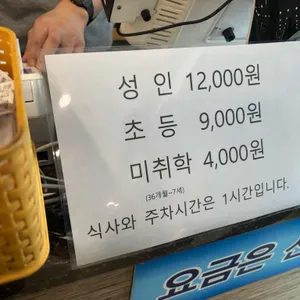 성 인 12,000원
초 등 9,000원
미취학 4,000원
(36개월~7세)
식사와 주차시간은 1시간입니다.
요금은